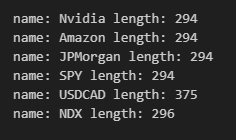 name: Nvidia length: 294
name: Amazon length: 294
name: JPMorgan length: 294
name: SPY length: 294
name: USDCAD length: 375
name: NDX length: 296